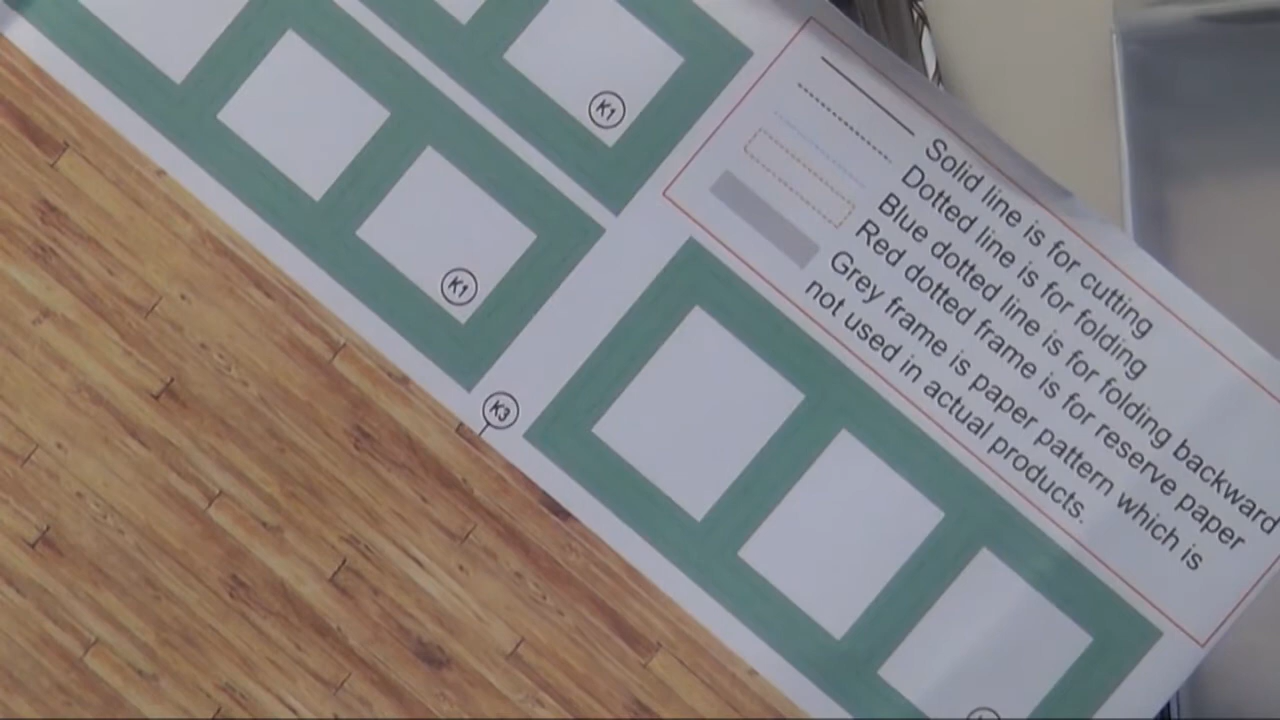 Solid line is for cutting
Dotted line is for folding
Blue dotted line is for folding backward
Red dotted frame is for reserve paper
Grey frame is paper pattern which is
not used in actual products.
K1
K1
K3